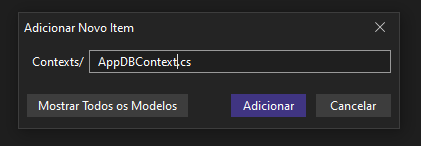 Adicionar Novo Item
Contexts/ AppDBContext.cs
Mostrar Todos os Modelos Adicionar Cancelar